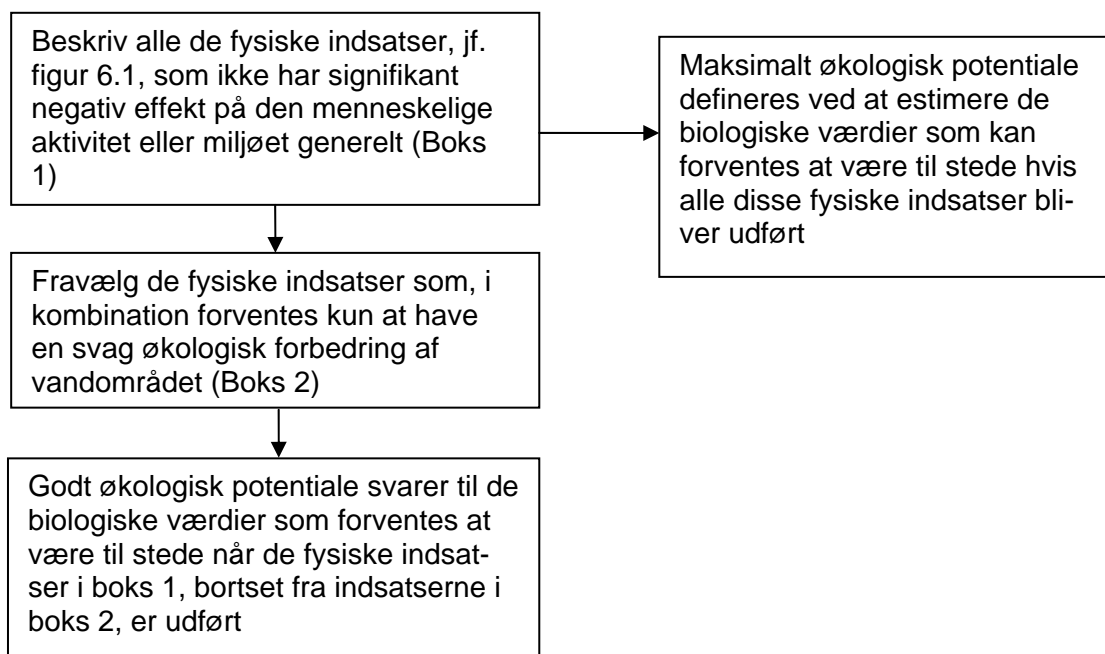 Beskriv alle de fysiske indsatser, jf.
figur 6.1, som ikke har signifikant
negativ effekt på den menneskelige
aktivitet eller miljøet generelt (Boks
1)
Maksimalt økologisk potentiale
defineres ved at estimere de
biologiske værdier som kan
forventes at være til stede hvis
alle disse fysiske indsatser bli-
ver udført
Fravælg de fysiske indsatser som, i
kombination forventes kun at have
en svag økologisk forbedring af
vandområdet (Boks 2)
Godt økologisk potentiale svarer til de
biologiske værdier som forventes at
være til stede når de fysiske indsat-
ser i boks 1, bortset fra indsatserne i
boks 2, er udført